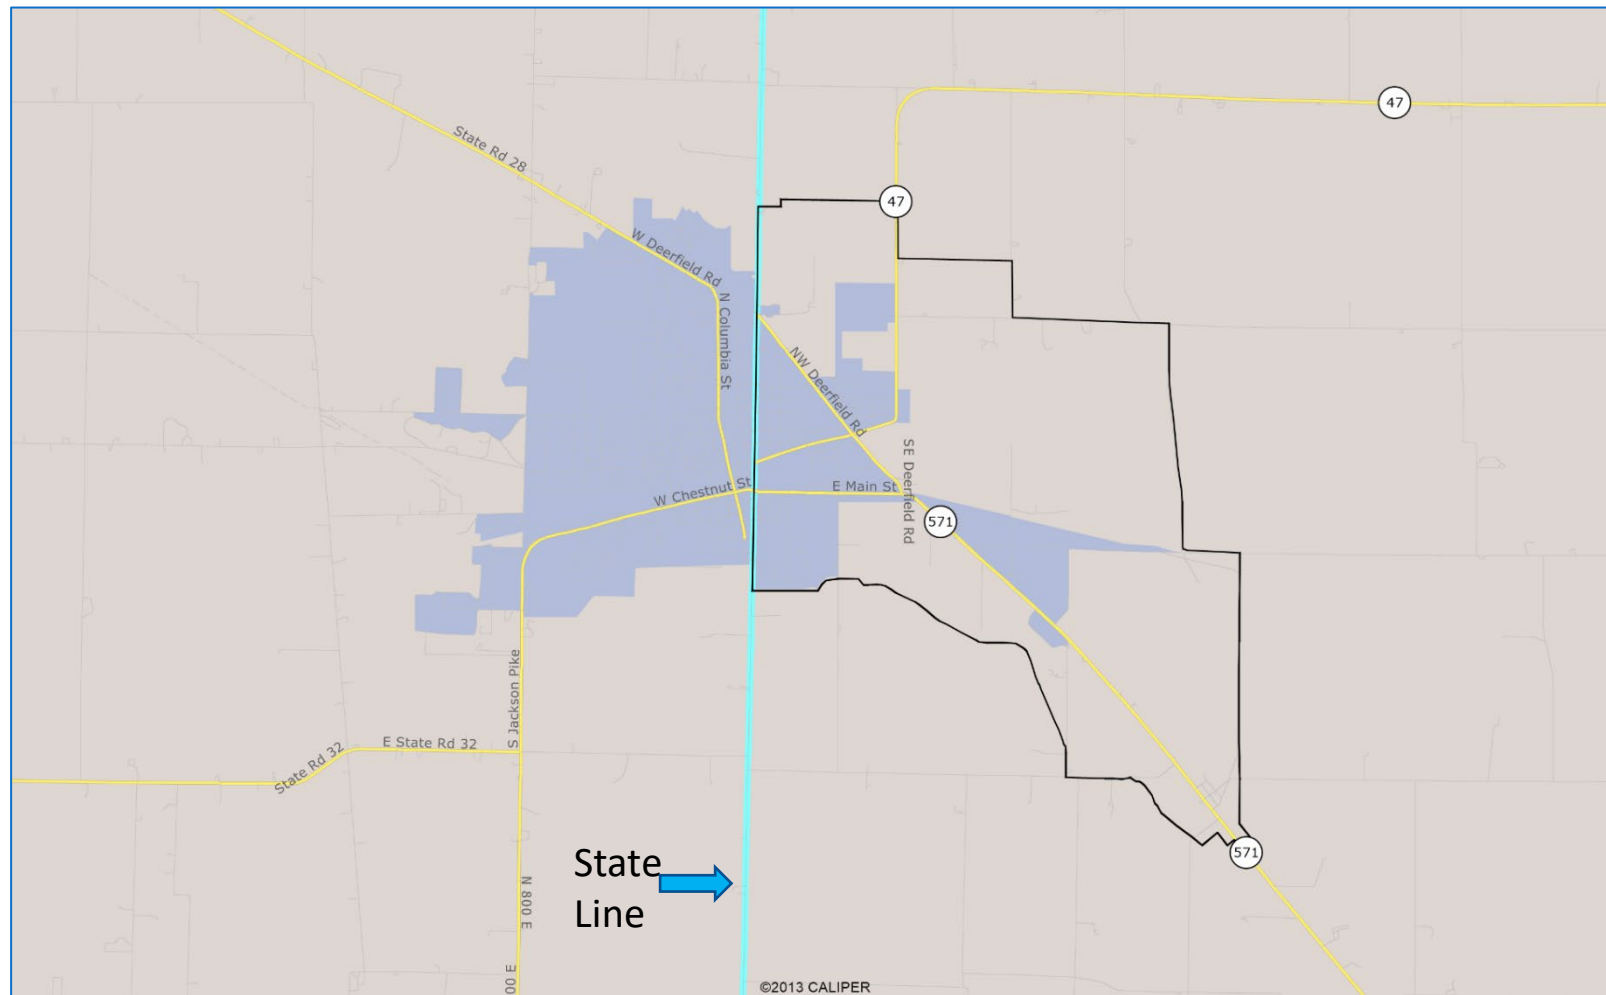 47
State Rd 28
47
W Deerfield Rd
N Columbia St
NW Deerfield Rd
SE Deerfield Rd
W Chestnut St
E Main St
571
S Jackson Pike
E State Rd 32
State Rd 32
571
State
Line
N 800 E
00 E
©2013 CALIPER